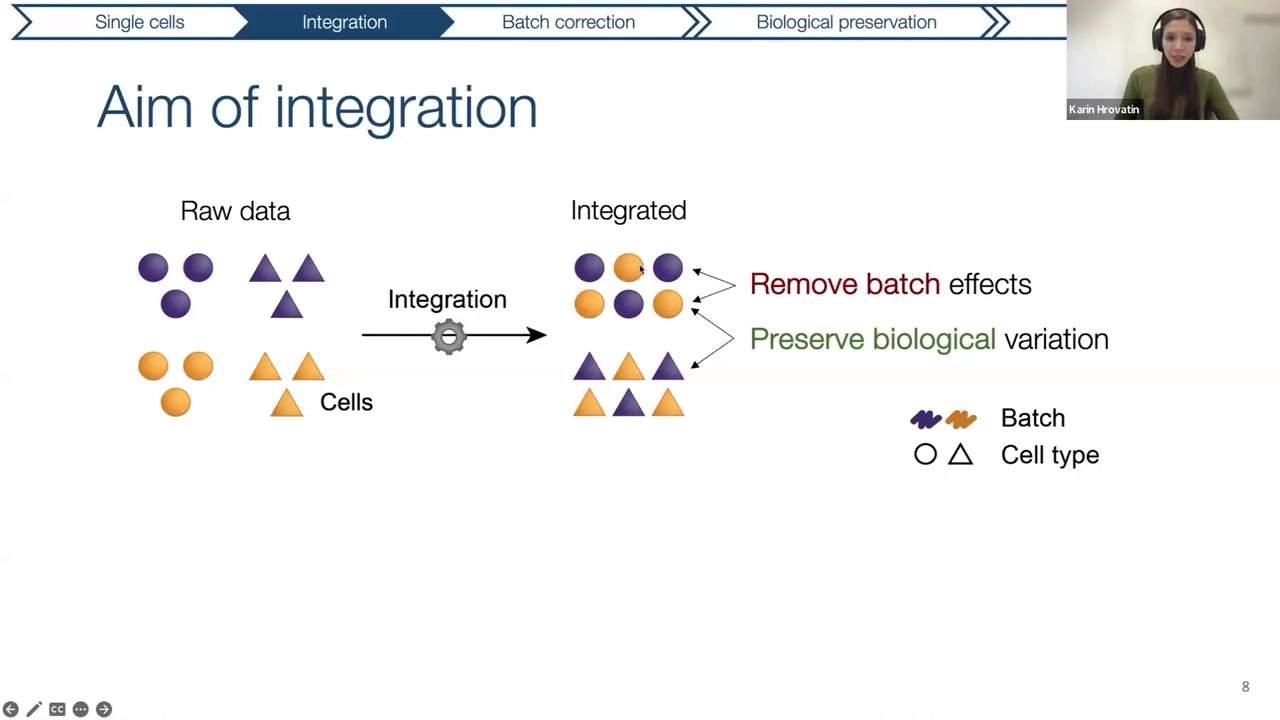 Single cells
Integration
Batch correction
Biological preservation
Karin Hrovatin
Aim of integration
Raw data
Integrated
Integration
Remove batch effects
Preserve biological variation
Cells
Batch
Cell type
8
CC